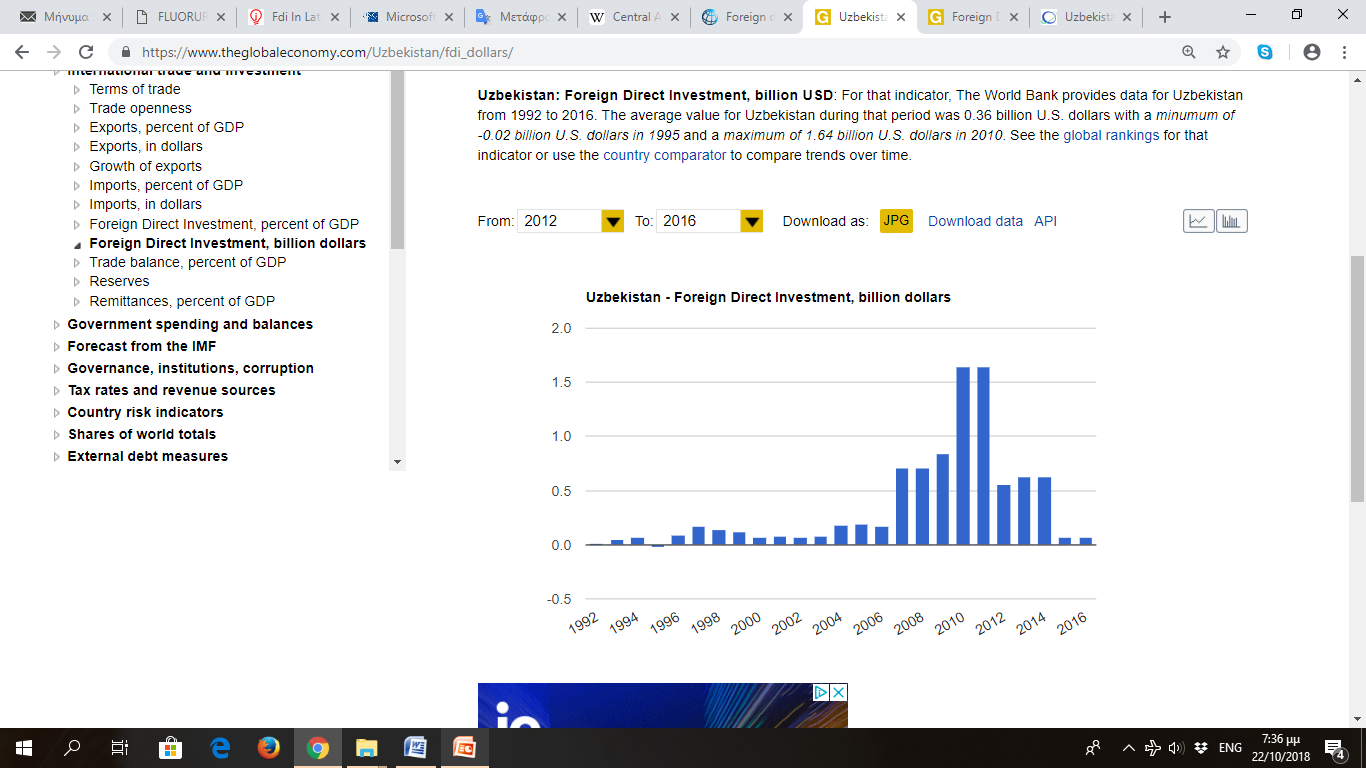 Μήνυμα
FLUORUF
Fdi In Lat
Microsoft
Μετάφρα
Central A
Foreign d
Uzbekista
Foreign D
Uzbekista
https://www.theglobaleconomy.com/Uzbekistan/fdi_dollars/
International trade and investment
Terms of trade
Trade openness
Exports, percent of GDP
Exports, in dollars
Growth of exports
Imports, percent of GDP
Imports, in dollars
Foreign Direct Investment, percent of GDP
Foreign Direct Investment, billion dollars
Trade balance, percent of GDP
Reserves
Remittances, percent of GDP
Government spending and balances
Forecast from the IMF
Governance, institutions, corruption
Tax rates and revenue sources
Country risk indicators
Shares of world totals
External debt measures
Uzbekistan: Foreign Direct Investment, billion USD: For that indicator, The World Bank provides data for Uzbekistan
from 1992 to 2016. The average value for Uzbekistan during that period was 0.36 billion U.S. dollars with a minumum of
-0.02 billion U.S. dollars in 1995 and a maximum of 1.64 billion U.S. dollars in 2010. See the global rankings for that
indicator or use the country comparator to compare trends over time.
From: 2012 To: 2016 Download as: JPG Download data API
Uzbekistan - Foreign Direct Investment, billion dollars
2.0
1.5
1.0
0.5
0.0
-0.5
1992 1994 1996 1998 2000 2002 2004 2006 2008 2010 2012 2014 2016
ENG
7:36 μμ
22/10/2018
4